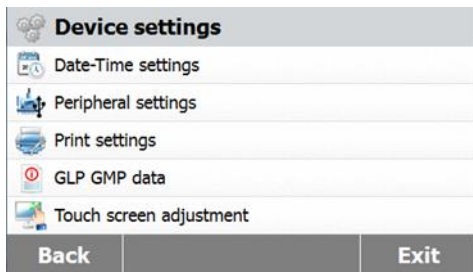 Device settings
Date-Time settings
Peripheral settings
Print settings
GLP GMP data
Touch screen adjustment
Back Exit